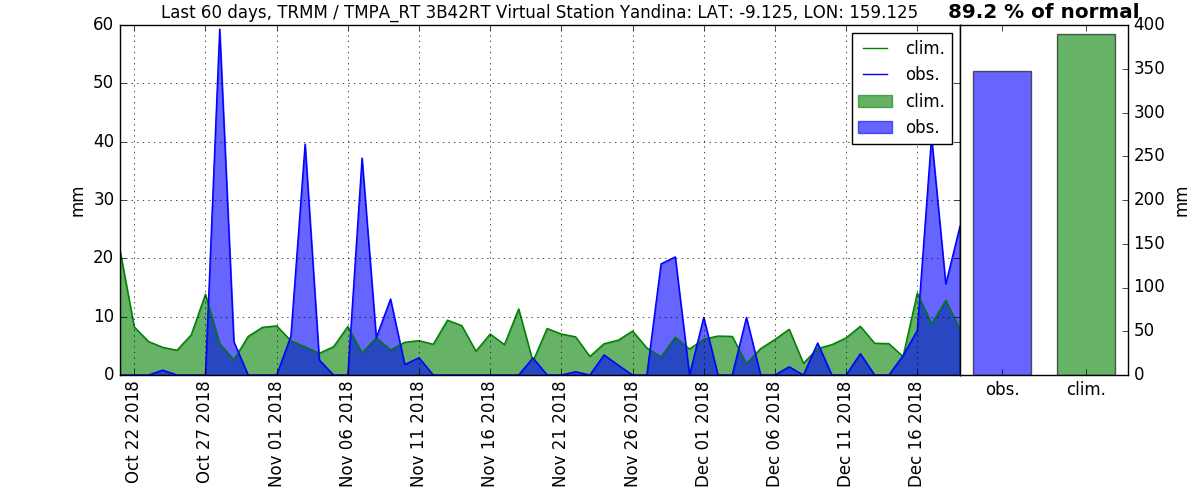 Last 60 days, TRMM / TMPA_RT 3B42RT Virtual Station Yandina: LAT: -9.125, LON: 159.125
89.2 % of normal
60
50
40
30
20
10
0
mm
clim.
obs.
clim.
obs.
Oct 22 2018
Oct 27 2018
Nov 01 2018
Nov 06 2018
Nov 11 2018
Nov 16 2018
Nov 21 2018
Nov 26 2018
Dec 01 2018
Dec 06 2018
Dec 11 2018
Dec 16 2018
400
350
300
250
200
150
100
50
0
mm
obs.
clim.